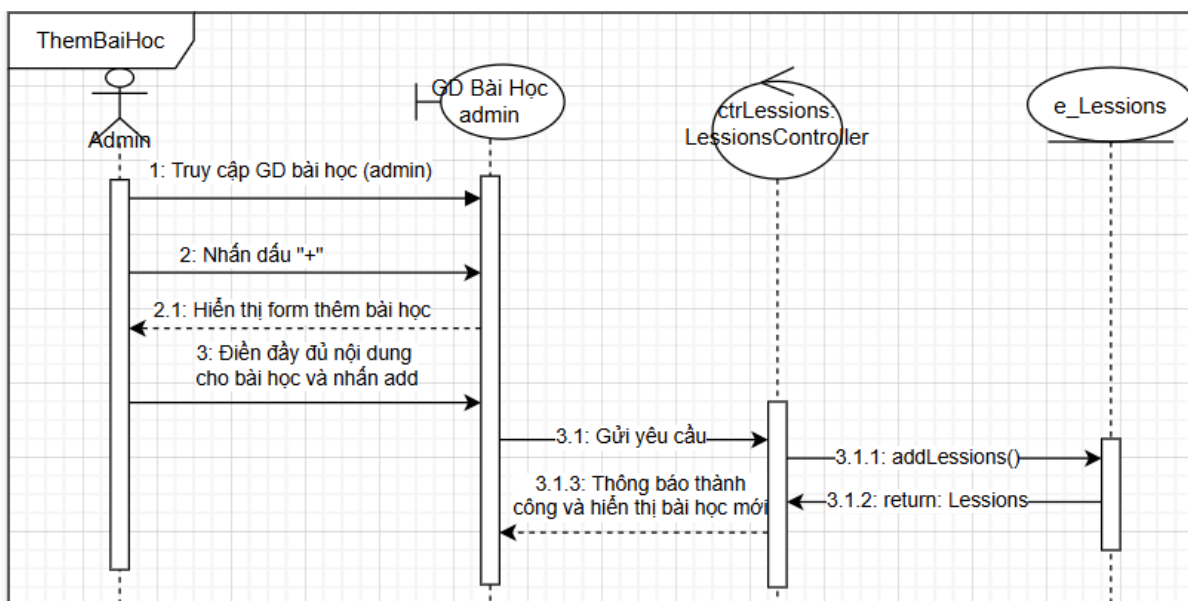 ThemBaiHoc
Admin
GD Bài Học
admin
ctrLessions:
LessionsController
e_Lessions
1: Truy cập GD bài học (admin)
2: Nhấn dấu "+"
2.1: Hiển thị form thêm bài học
3: Điền đầy đủ nội dung
cho bài học và nhấn add
3.1: Gửi yêu cầu
3.1.1: addLessions()
3.1.2: return: Lessions
3.1.3: Thông báo thành
công và hiển thị bài học mới